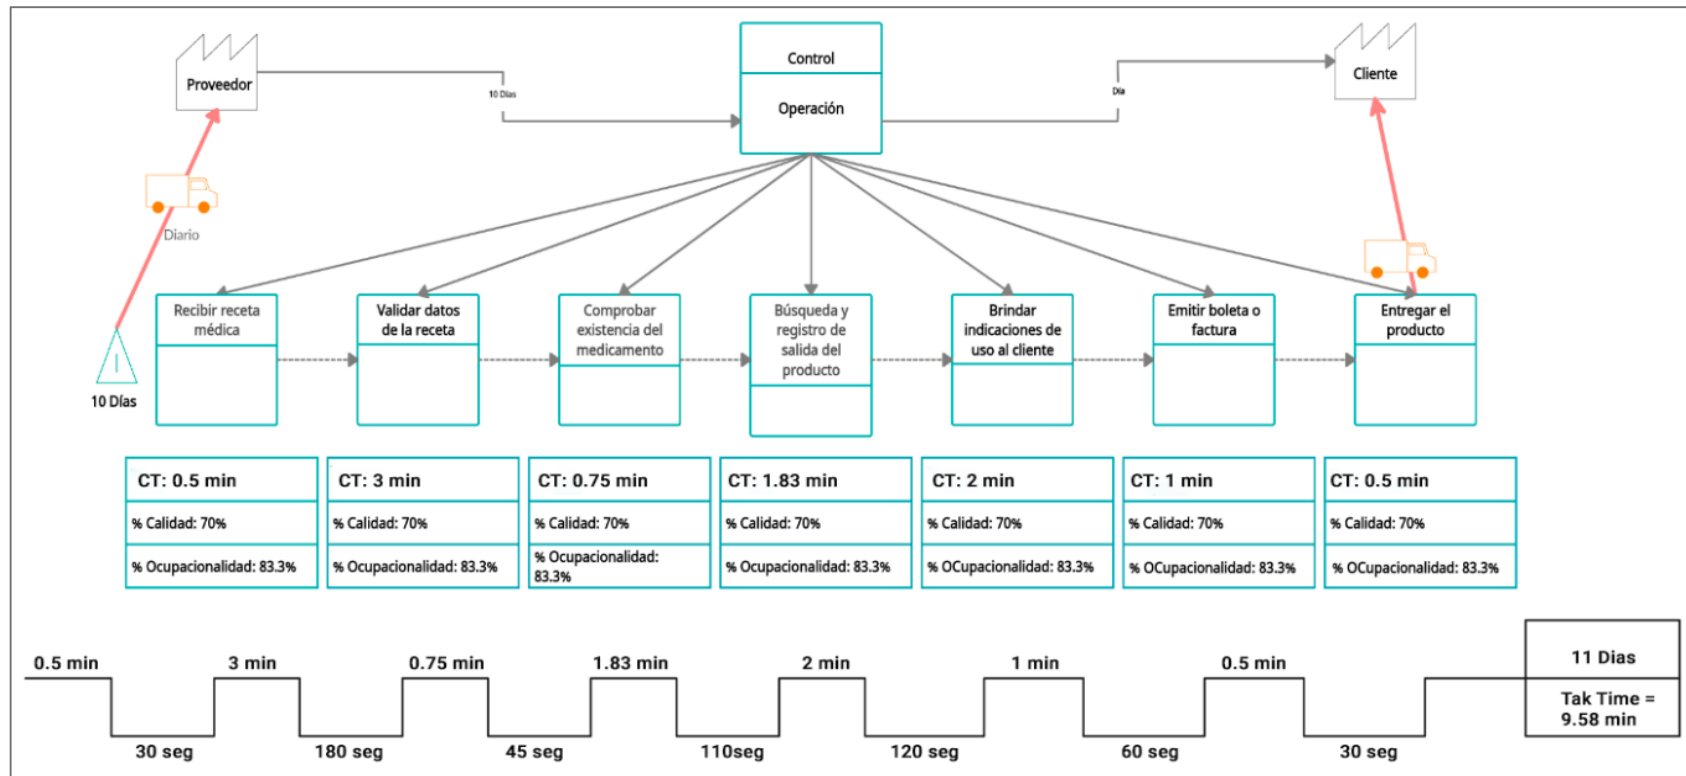 Proveedor
10 Días
Control
Operación
Día
Cliente
Diario
10 Días
Recibir receta
médica
Validar datos
de la receta
Comprobar
existencia del
medicamento
Búsqueda y
registro de
salida del
producto
Brindar
indicaciones de
uso al cliente
Emitir boleta o
factura
Entregar el
producto
CT: 0.5 min
% Calidad: 70%
% Ocupacionalidad: 83.3%
CT: 3 min
% Calidad: 70%
% Ocupacionalidad: 83.3%
CT: 0.75 min
% Calidad: 70%
% Ocupacionalidad:
83.3%
CT: 1.83 min
% Calidad: 70%
% Ocupacionalidad: 83.3%
CT: 2 min
% Calidad: 70%
% OCupacionalidad: 83.3%
CT: 1 min
% Calidad: 70%
% OCupacionalidad: 83.3%
CT: 0.5 min
% Calidad: 70%
% OCupacionalidad: 83.3%
0.5 min
3 min
0.75 min
1.83 min
2 min
1 min
0.5 min
30 seg
180 seg
45 seg
110seg
120 seg
60 seg
30 seg
11 Dias
Tak Time =
9.58 min